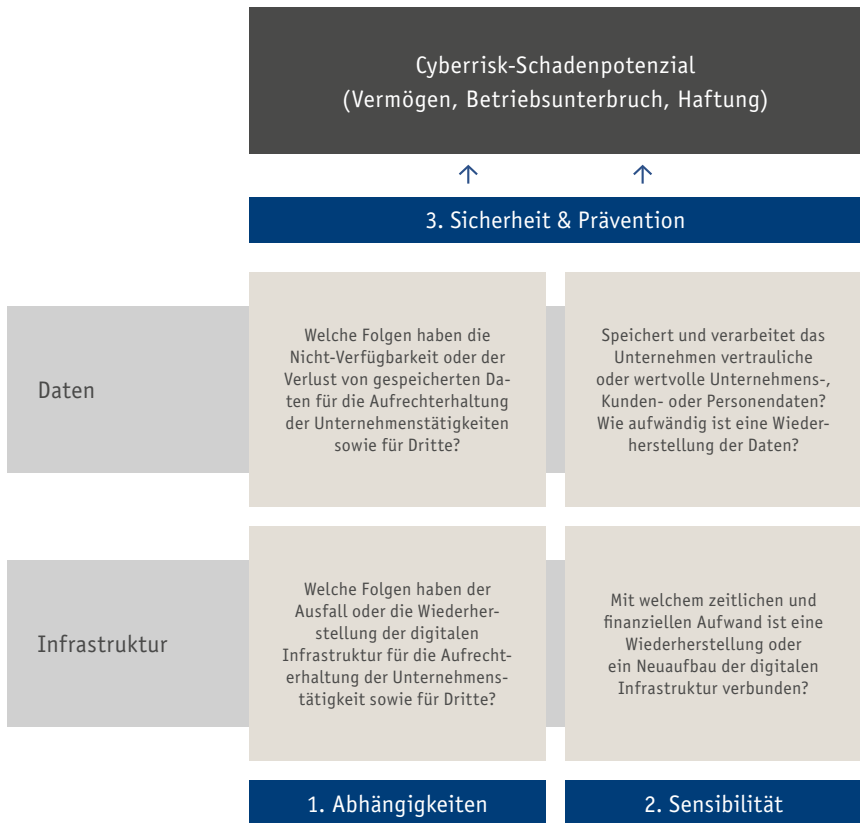 Cyberrisk-Schadenpotenzial
(Vermögen, Betriebsunterbruch, Haftung)
3. Sicherheit & Prävention
Daten
Welche Folgen haben die
Nicht-Verfügbarkeit oder der
Verlust von gespeicherten Da-
ten für die Aufrechterhaltung
der Unternehmenstätigkeiten
sowie für Dritte?
Speichert und verarbeitet das
Unternehmen vertrauliche
oder wertvolle Unternehmens-,
Kunden- oder Personendaten?
Wie aufwändig ist eine Wieder-
herstellung der Daten?
Infrastruktur
Welche Folgen haben der
Ausfall oder die Wiederher-
stellung der digitalen
Infrastruktur für die Aufrecht-
erhaltung der Unternehmens-
tätigkeit sowie für Dritte?
Mit welchem zeitlichen und
finanziellen Aufwand ist eine
Wiederherstellung oder
ein Neuaufbau der digitalen
Infrastruktur verbunden?
1. Abhängigkeiten
2. Sensibilität